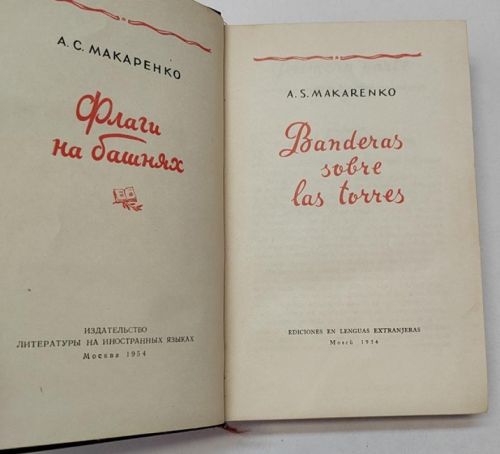 А. С. МАКАРЕНКО
Флаги
на башнях
ИЗДАТЕЛЬСТВО
ЛИТЕРАТУРЫ НА ИНОСТРАННЫХ ЯЗЫКАХ
Москва 1954
A. S. MAKARENKO
Banderas
sobre
las torres
EDICIONES EN LENGUAS EXTRANJERAS
Moscú 1954